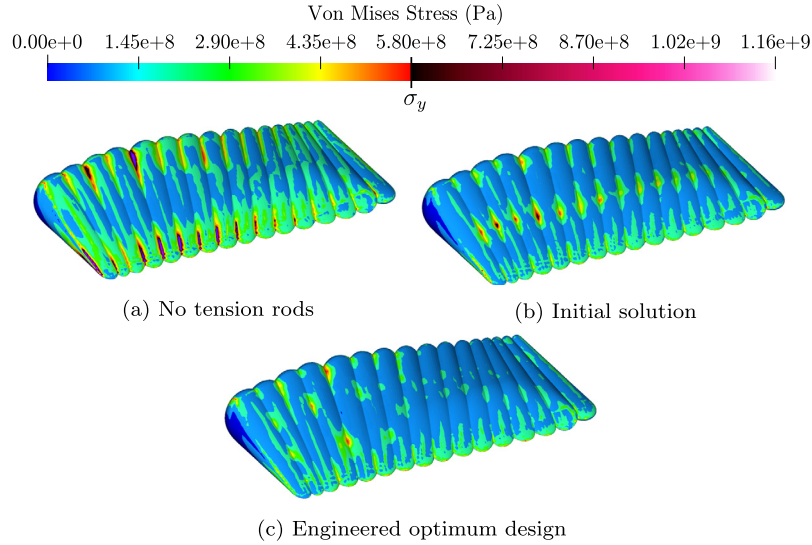 Von Mises Stress (Pa)
0.00e+0 1.45e+8 2.90e+8 4.35e+8 5.80e+8 7.25e+8 8.70e+8 1.02e+9 1.16e+9
σy
(a) No tension rods
(b) Initial solution
(c) Engineered optimum design